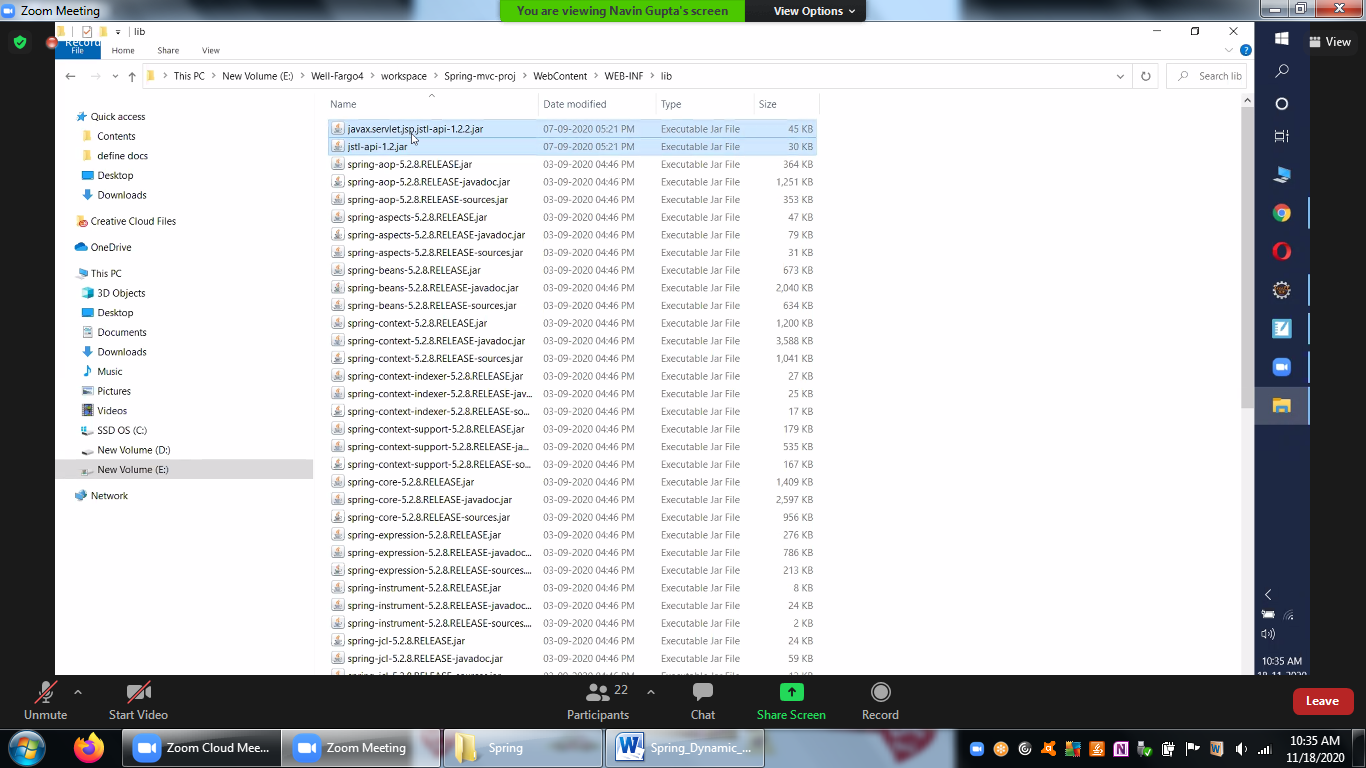 Zoom Meeting
You are viewing Navin Gupta's screen
View Options
lib
View
File
Home
Share
View
This PC
New Volume (E:)
Well-Fargo4
workspace
Spring-mvc-proj
WebContent
WEB-INF
lib
Search lib
Name
Date modified
Type
Size
Quick access
Contents
define docs
Desktop
Downloads
Creative Cloud Files
OneDrive
This PC
3D Objects
Desktop
Documents
Downloads
Music
Pictures
Videos
SSD OS (C:)
New Volume (D:)
New Volume (E:)
Network
javax.servlet.jsp.jstl-api-1.2.2.jar 07-09-2020 05:21 PM Executable Jar File 45 KB
jstl-api-1.2.jar 07-09-2020 05:21 PM Executable Jar File 30 KB
spring-aop-5.2.8.RELEASE.jar 03-09-2020 04:46 PM Executable Jar File 364 KB
spring-aop-5.2.8.RELEASE-javadoc.jar 03-09-2020 04:46 PM Executable Jar File 1,251 KB
spring-aop-5.2.8.RELEASE-sources.jar 03-09-2020 04:46 PM Executable Jar File 353 KB
spring-aspects-5.2.8.RELEASE.jar 03-09-2020 04:46 PM Executable Jar File 47 KB
spring-aspects-5.2.8.RELEASE-javadoc.jar 03-09-2020 04:46 PM Executable Jar File 79 KB
spring-aspects-5.2.8.RELEASE-sources.jar 03-09-2020 04:46 PM Executable Jar File 31 KB
spring-beans-5.2.8.RELEASE.jar 03-09-2020 04:46 PM Executable Jar File 673 KB
spring-beans-5.2.8.RELEASE-javadoc.jar 03-09-2020 04:46 PM Executable Jar File 2,040 KB
spring-beans-5.2.8.RELEASE-sources.jar 03-09-2020 04:46 PM Executable Jar File 634 KB
spring-context-5.2.8.RELEASE.jar 03-09-2020 04:46 PM Executable Jar File 1,200 KB
spring-context-5.2.8.RELEASE-javadoc.jar 03-09-2020 04:46 PM Executable Jar File 3,588 KB
spring-context-5.2.8.RELEASE-sources.jar 03-09-2020 04:46 PM Executable Jar File 1,041 KB
spring-context-indexer-5.2.8.RELEASE.jar 03-09-2020 04:46 PM Executable Jar File 27 KB
spring-context-indexer-5.2.8.RELEASE-jav... 03-09-2020 04:46 PM Executable Jar File 25 KB
spring-context-indexer-5.2.8.RELEASE-so... 03-09-2020 04:46 PM Executable Jar File 17 KB
spring-context-support-5.2.8.RELEASE.jar 03-09-2020 04:46 PM Executable Jar File 179 KB
spring-context-support-5.2.8.RELEASE-ja... 03-09-2020 04:46 PM Executable Jar File 535 KB
spring-context-support-5.2.8.RELEASE-so... 03-09-2020 04:46 PM Executable Jar File 167 KB
spring-core-5.2.8.RELEASE.jar 03-09-2020 04:46 PM Executable Jar File 1,409 KB
spring-core-5.2.8.RELEASE-javadoc.jar 03-09-2020 04:46 PM Executable Jar File 2,597 KB
spring-core-5.2.8.RELEASE-sources.jar 03-09-2020 04:46 PM Executable Jar File 956 KB
spring-expression-5.2.8.RELEASE.jar 03-09-2020 04:46 PM Executable Jar File 276 KB
spring-expression-5.2.8.RELEASE-javadoc... 03-09-2020 04:46 PM Executable Jar File 786 KB
spring-expression-5.2.8.RELEASE-sources.... 03-09-2020 04:46 PM Executable Jar File 213 KB
spring-instrument-5.2.8.RELEASE.jar 03-09-2020 04:46 PM Executable Jar File 8 KB
spring-instrument-5.2.8.RELEASE-javadoc... 03-09-2020 04:46 PM Executable Jar File 24 KB
spring-instrument-5.2.8.RELEASE-sources.... 03-09-2020 04:46 PM Executable Jar File 2 KB
spring-jcl-5.2.8.RELEASE.jar 03-09-2020 04:46 PM Executable Jar File 24 KB
spring-jcl-5.2.8.RELEASE-javadoc.jar 03-09-2020 04:46 PM Executable Jar File 59 KB
10:35 AM
Unmute
Start Video
22
Participants
Chat
Share Screen
Record
Leave
Zoom Cloud Mee...
Zoom Meeting
Spring
Spring_Dynamic_...
10:35 AM
11/18/2020